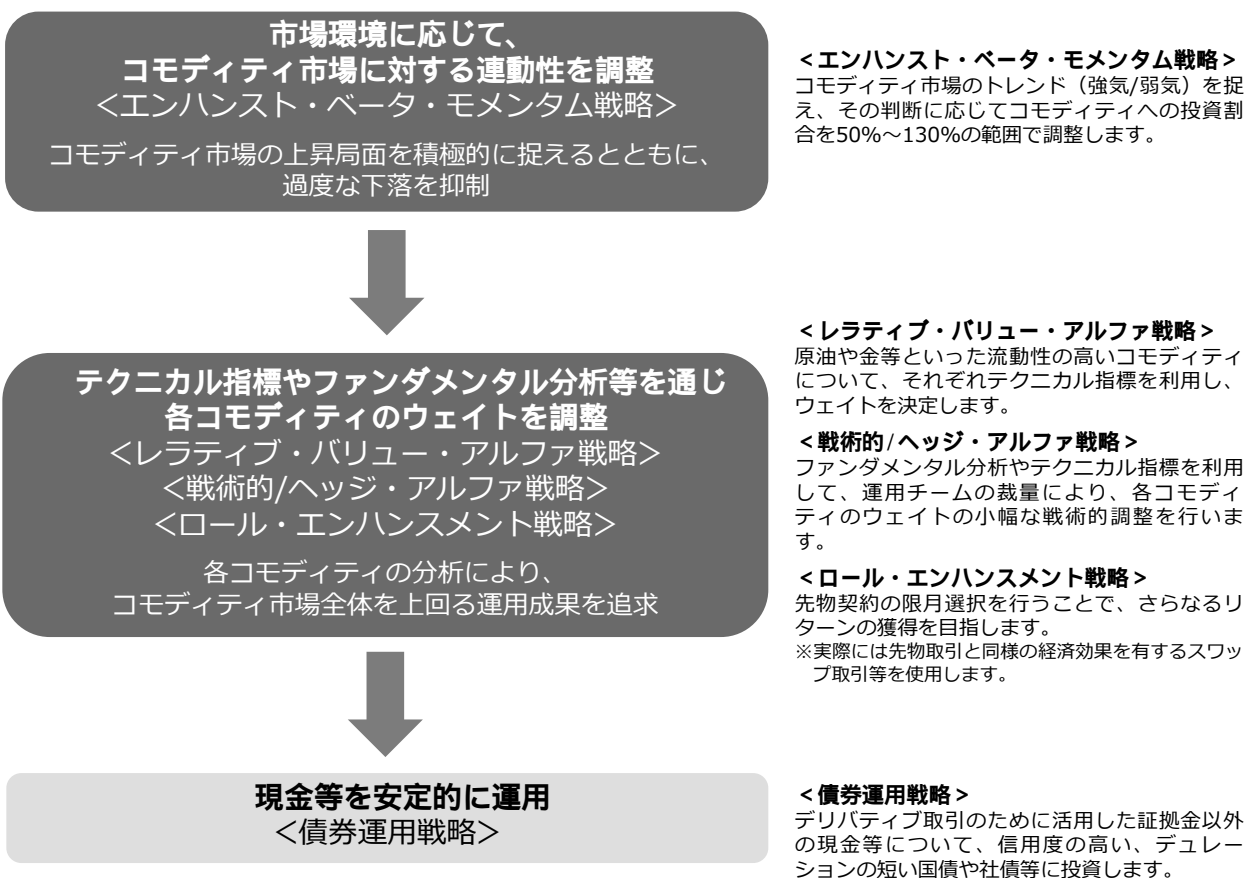 市場環境に応じて、
コモディティ市場に対する連動性を調整
＜エンハンスト・ベータ・モメンタム戦略＞
コモディティ市場の上昇局面を積極的に捉えるとともに、
過度な下落を抑制
＜エンハンスト・ベータ・モメンタム戦略＞
コモディティ市場のトレンド（強気/弱気）を捉
え、その判断に応じてコモディティへの投資割
合を50%～130%の範囲で調整します。
テクニカル指標やファンダメンタル分析等を通じ
各コモディティのウェイトを調整
＜レラティブ・バリュー・アルファ戦略＞
＜戦術的/ヘッジ・アルファ戦略＞
＜ロール・エンハンスメント戦略＞
各コモディティの分析により、
コモディティ市場全体を上回る運用成果を追求
＜レラティブ・バリュー・アルファ戦略＞
原油や金等といった流動性の高いコモディティ
について、それぞれテクニカル指標を利用し、
ウェイトを決定します。
＜戦術的/ヘッジ・アルファ戦略＞
ファンダメンタル分析やテクニカル指標を利用
して、運用チームの裁量により、各コモディ
ティのウェイトの小幅な戦術的調整を行いま
す。
＜ロール・エンハンスメント戦略＞
先物契約の限月選択を行うことで、さらなるリ
ターンの獲得を目指します。
※実際には先物取引と同様の経済効果を有するスワッ
プ取引等を使用します。
現金等を安定的に運用
＜債券運用戦略＞
＜債券運用戦略＞
デリバティブ取引のために活用した証拠金以外
の現金等について、信用度の高い、デュレー
ションの短い国債や社債等に投資します。